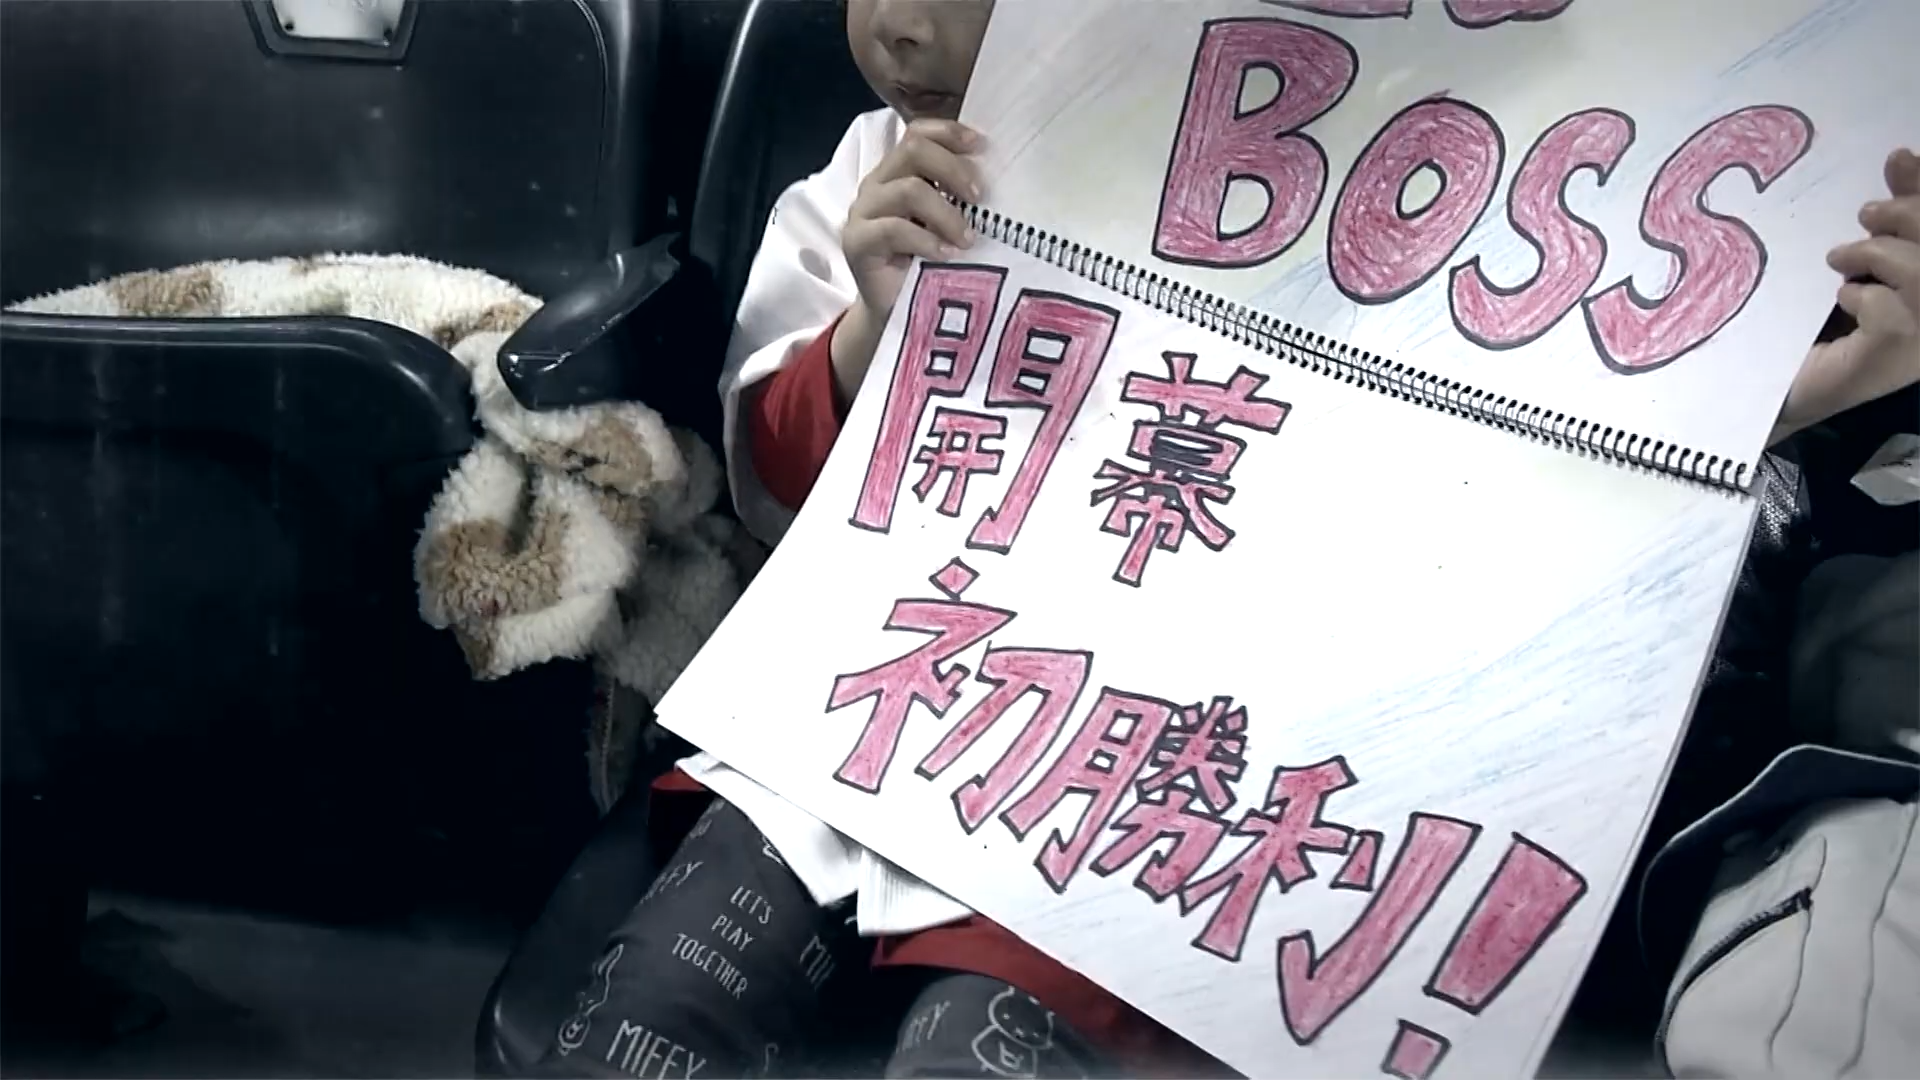 BOSS
開幕
初勝利!
LET'S
PLAY
TOGETHER
MIFFY